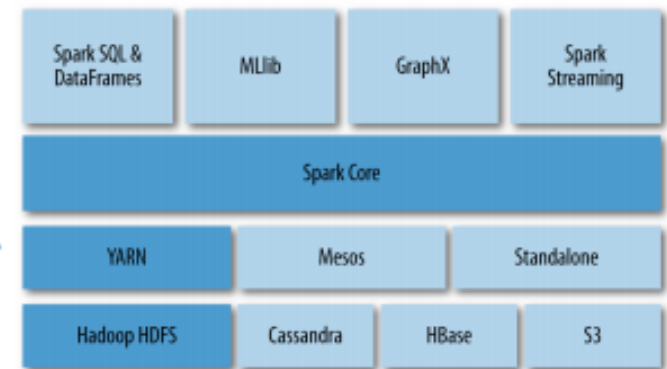 Spark SQL &
DataFrames
MLlib
GraphX
Spark
Streaming
Spark Core
YARN
Mesos
Standalone
Hadoop HDFS
Cassandra
HBase
S3